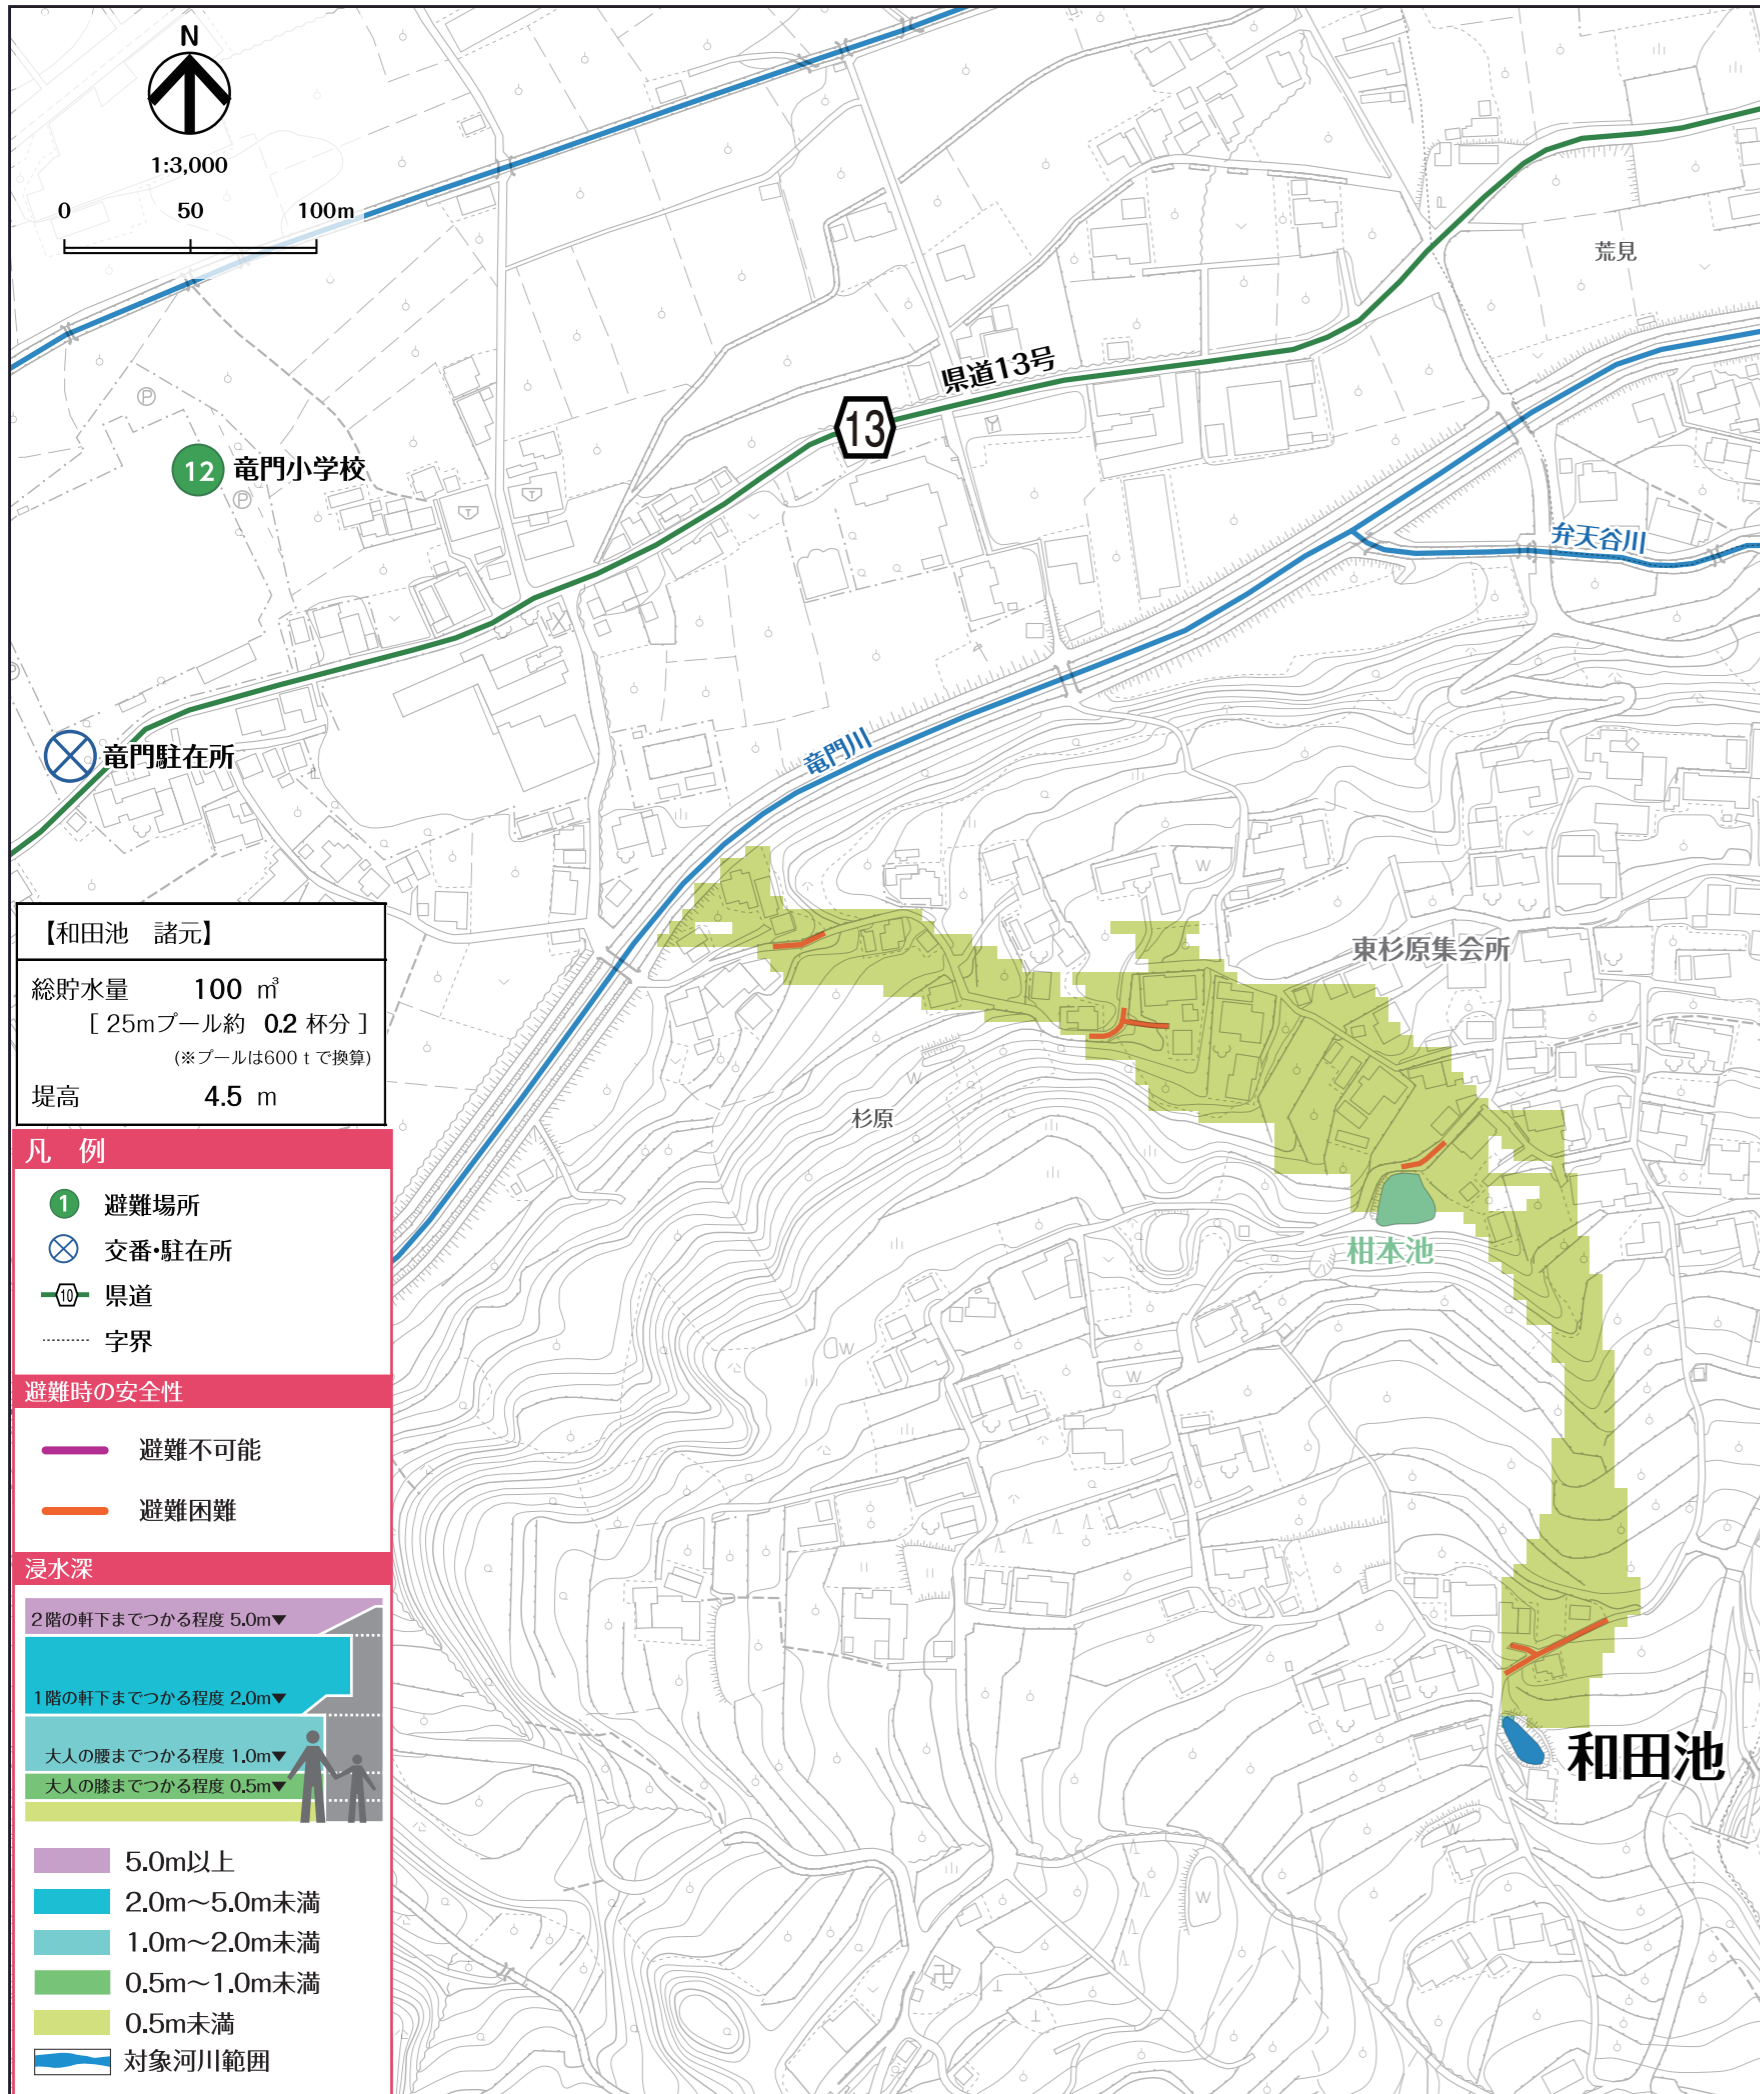 N
1:3,000
0 50 100m
荒見
県道13号
13
12 竜門小学校
弁天谷川
竜門川
竜門駐在所
【和田池 諸元】
総貯水量 100 ㎥
[ 25mプール約 0.2 杯分 ]
(※プールは600ｔで換算)
堤高 4.5 m
東杉原集会所
杉原
柑本池
和田池
凡 例
1 避難場所
交番・駐在所
10 県道
字界
避難時の安全性
避難不可能
避難困難
浸水深
2階の軒下までつかる程度 5.0m▼
1階の軒下までつかる程度 2.0m▼
大人の腰までつかる程度 1.0m▼
大人の膝までつかる程度 0.5m▼
5.0m以上
2.0m～5.0m未満
1.0m～2.0m未満
0.5m～1.0m未満
0.5m未満
対象河川範囲